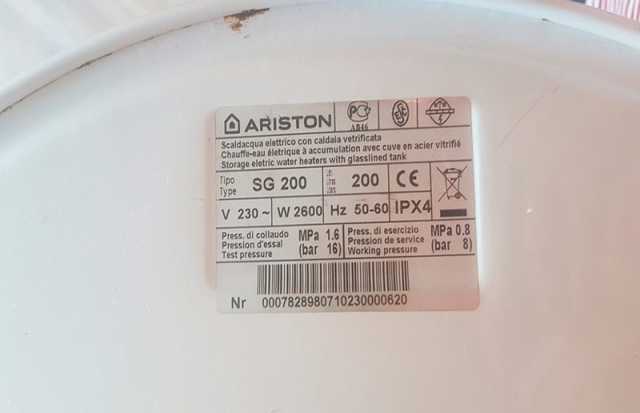 ARISTON
AB46
Scaldacqua elettrico con caldaia vetrificata
Chauffe-eau életrique à accumulation avec cuve en acier vitrifié
Storage eletric water heaters with glasslined tank
Tipo
Type
SG 200
200
CE
V 230 ~
W 2600
Hz 50-60
IPX4
Press. di collaudo
Pression d'essal
Test pressure
MPa 1.6
(bar 16)
Press. di esercizio
Pression de service
Working pressure
MPa 0.8
(bar 8)
Nr 0007828980710230000620